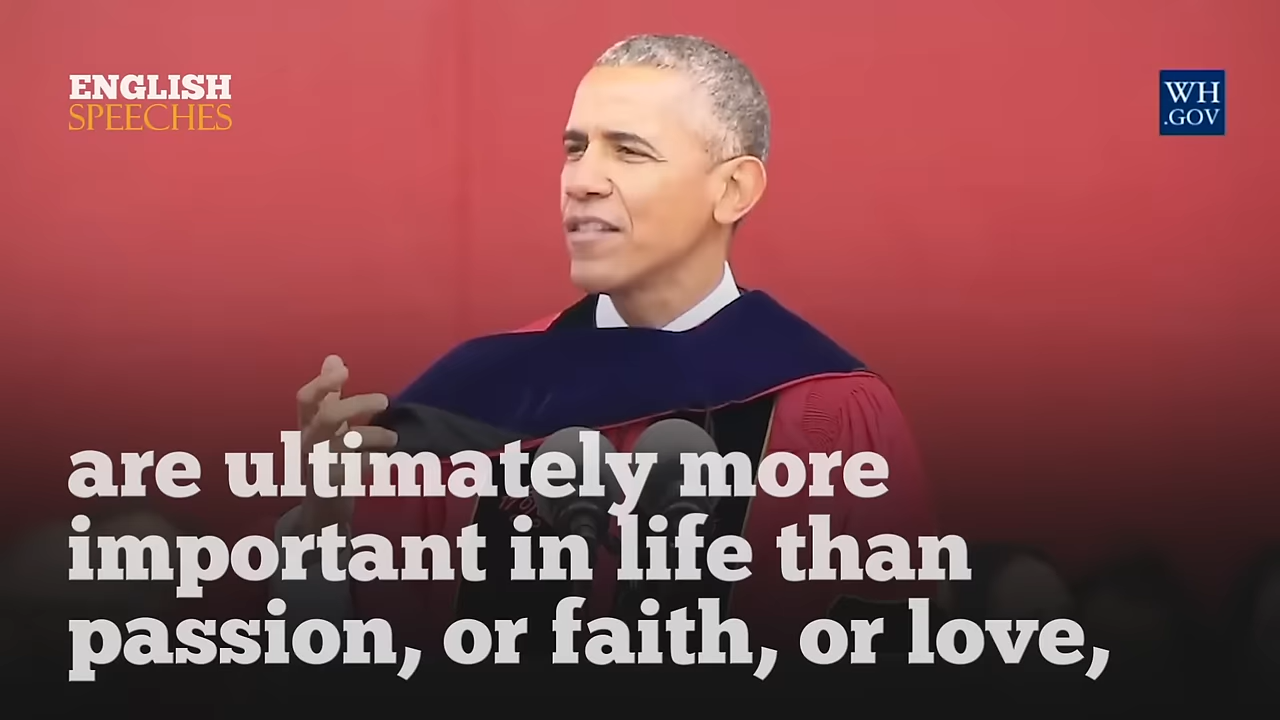 ENGLISH
SPEECHES
WH
.GOV
are ultimately more
important in life than
passion, or faith, or love,